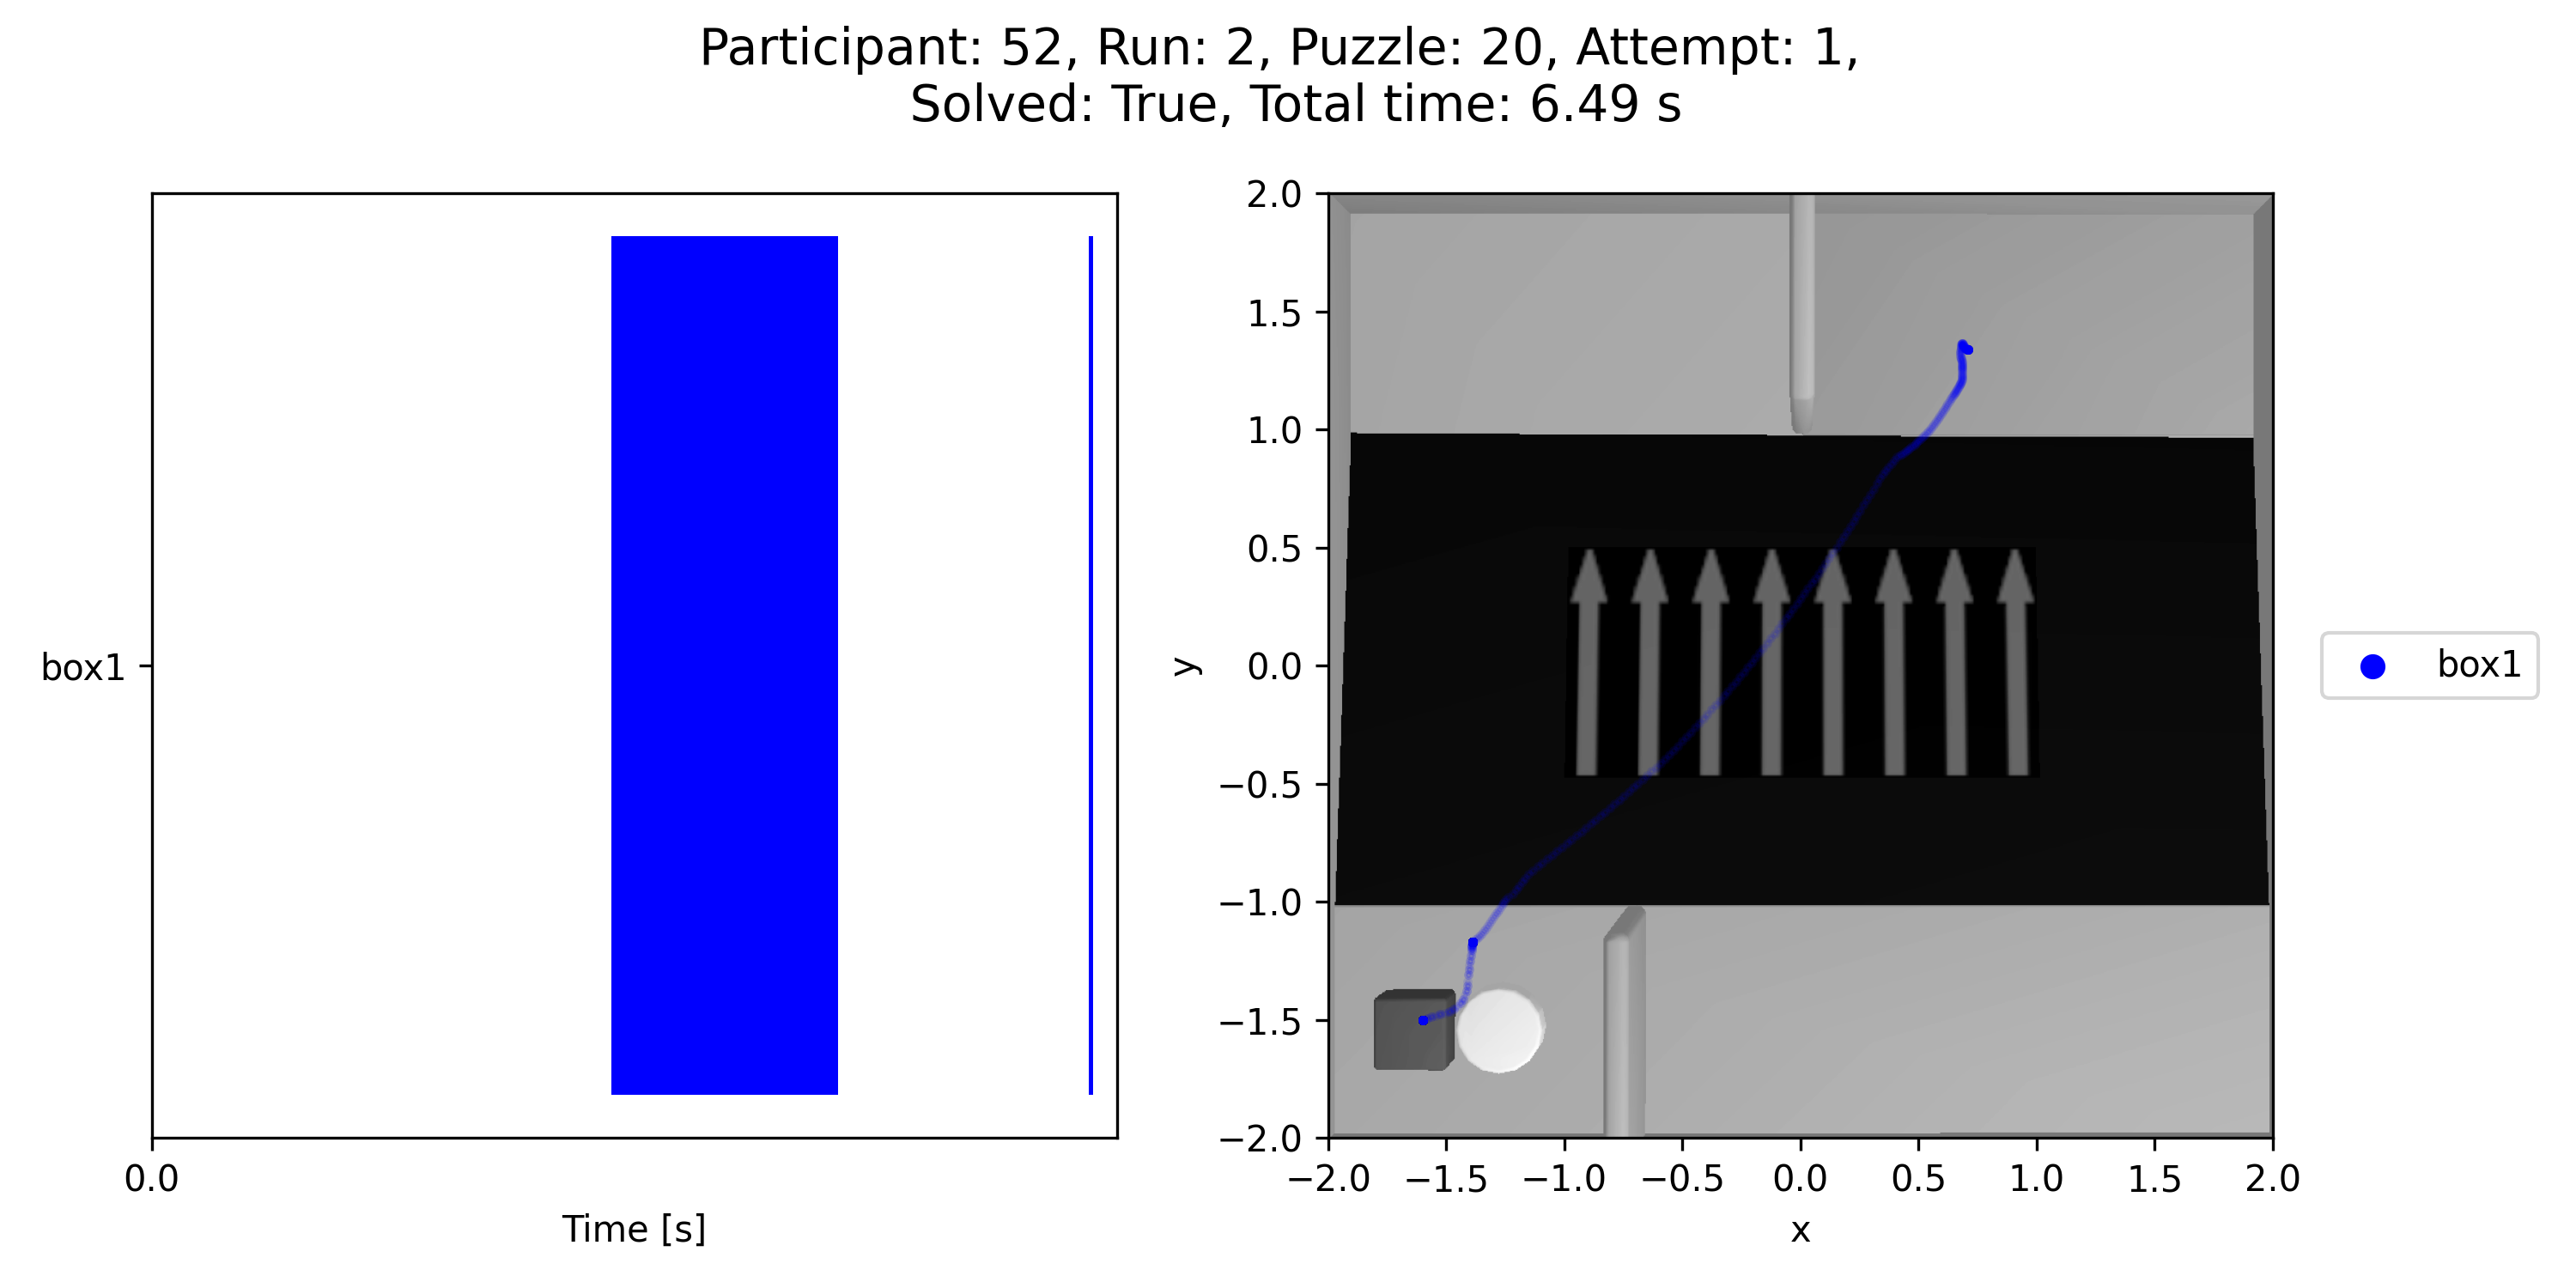 Participant: 52, Run: 2, Puzzle: 20, Attempt: 1,
Solved: True, Total time: 6.49 s
box1
0.0
Time [s]
2.0
1.5
1.0
0.5
0.0
−0.5
−1.0
−1.5
−2.0
y
−2.0 −1.5 −1.0 −0.5 0.0 0.5 1.0 1.5 2.0
x
box1